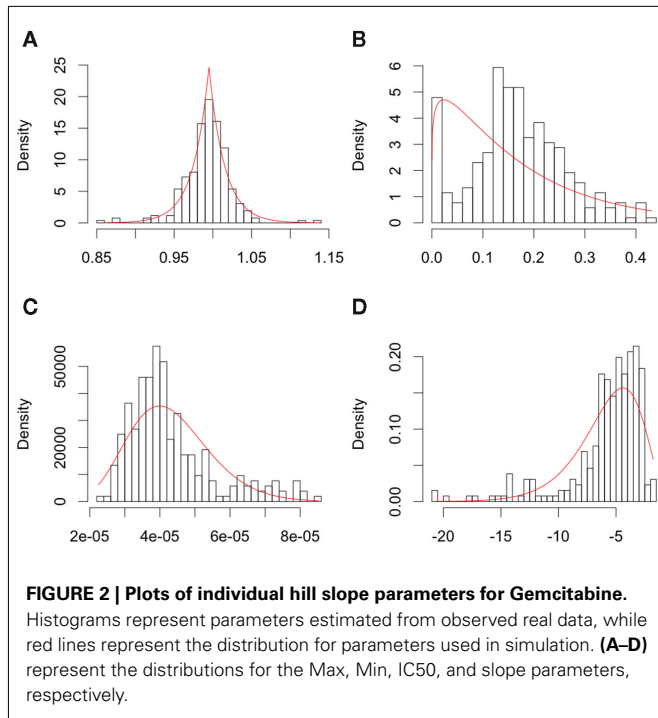 A
B
Density
25
20
15
10
5
0
0.85 0.95 1.05 1.15
Density
6
5
4
3
2
1
0
0.0 0.1 0.2 0.3 0.4
C
D
Density
50000
20000
0
2e-05 4e-05 6e-05 8e-05
Density
0.20
0.10
0.00
-20 -15 -10 -5
FIGURE 2 | Plots of individual hill slope parameters for Gemcitabine.
Histograms represent parameters estimated from observed real data, while
red lines represent the distribution for parameters used in simulation. (A–D)
represent the distributions for the Max, Min, IC50, and slope parameters,
respectively.